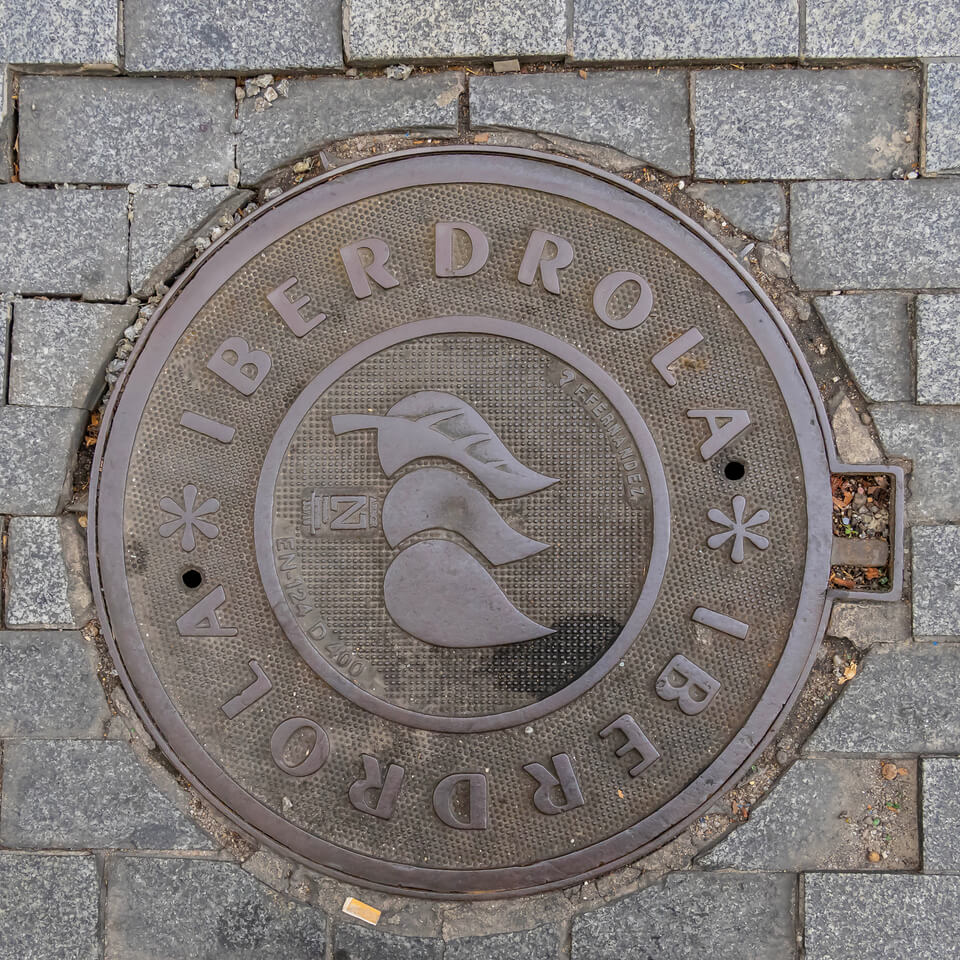 IBERDROLA
* IBERDROLA *
F.FERNANDEZ
N
EN-124 D 400